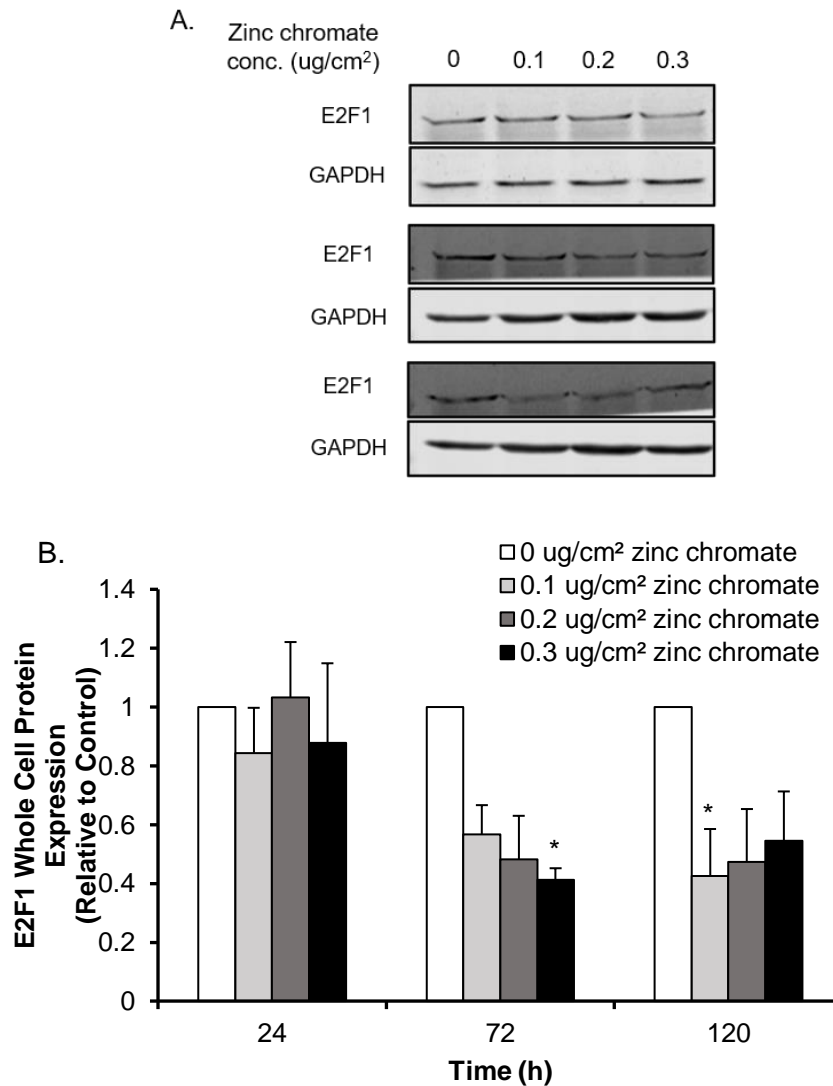 A.
Zinc chromate
conc. (ug/cm²) 0 0.1 0.2 0.3
E2F1
GAPDH
E2F1
GAPDH
E2F1
GAPDH
B.
0 ug/cm² zinc chromate
0.1 ug/cm² zinc chromate
0.2 ug/cm² zinc chromate
0.3 ug/cm² zinc chromate
E2F1 Whole Cell Protein
Expression
(Relative to Control)
1.4
1.2
1
0.8
0.6
0.4
0.2
0
*
*
24 72 120
Time (h)